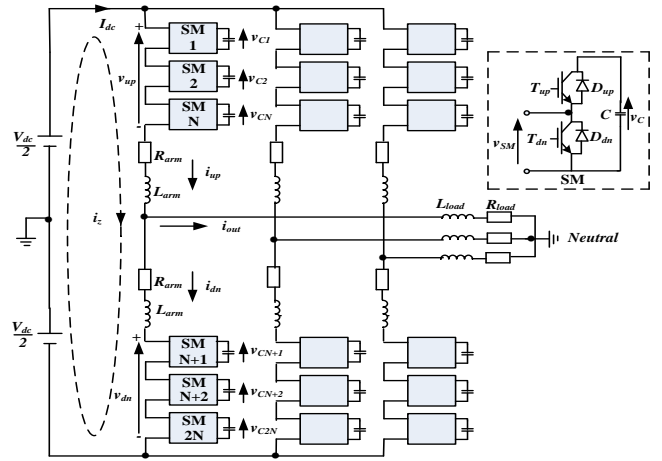 I_dc
+
SM
1
v_C1
v_up
SM
2
v_C2
SM
N
v_CN
-
V_dc
2
R_arm
i_up
L_arm
i_z
i_out
L_load
R_load
Neutral
R_arm
i_dn
L_arm
V_dc
2
+
SM
N+1
v_CN+1
v_dn
SM
N+2
v_CN+2
SM
2N
v_C2N
-
T_up
D_up
C
v_C
v_SM
T_dn
D_dn
SM